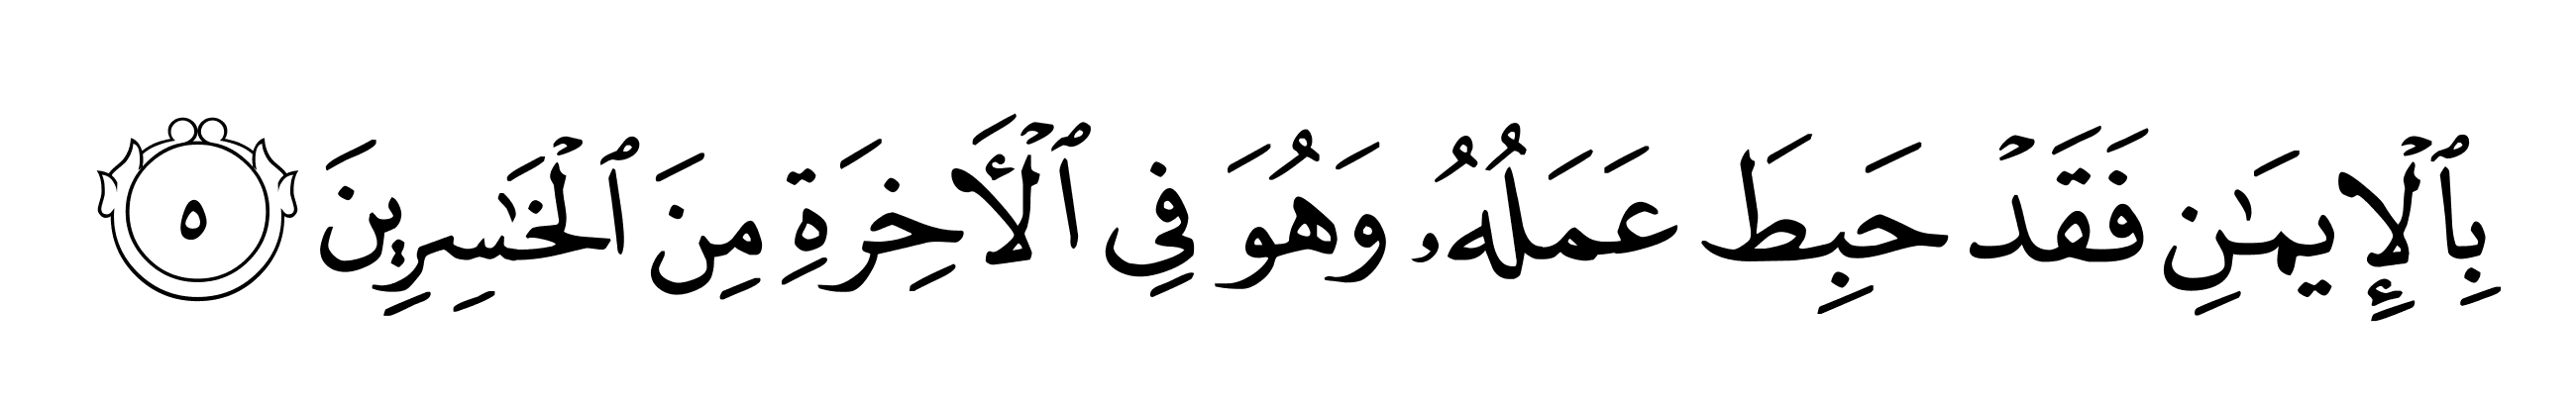 بِٱلۡإِيمَٰنِ فَقَدۡ حَبِطَ عَمَلُهُۥ وَهُوَ فِي ٱلۡأٓخِرَةِ مِنَ ٱلۡخَٰسِرِينَ ٥